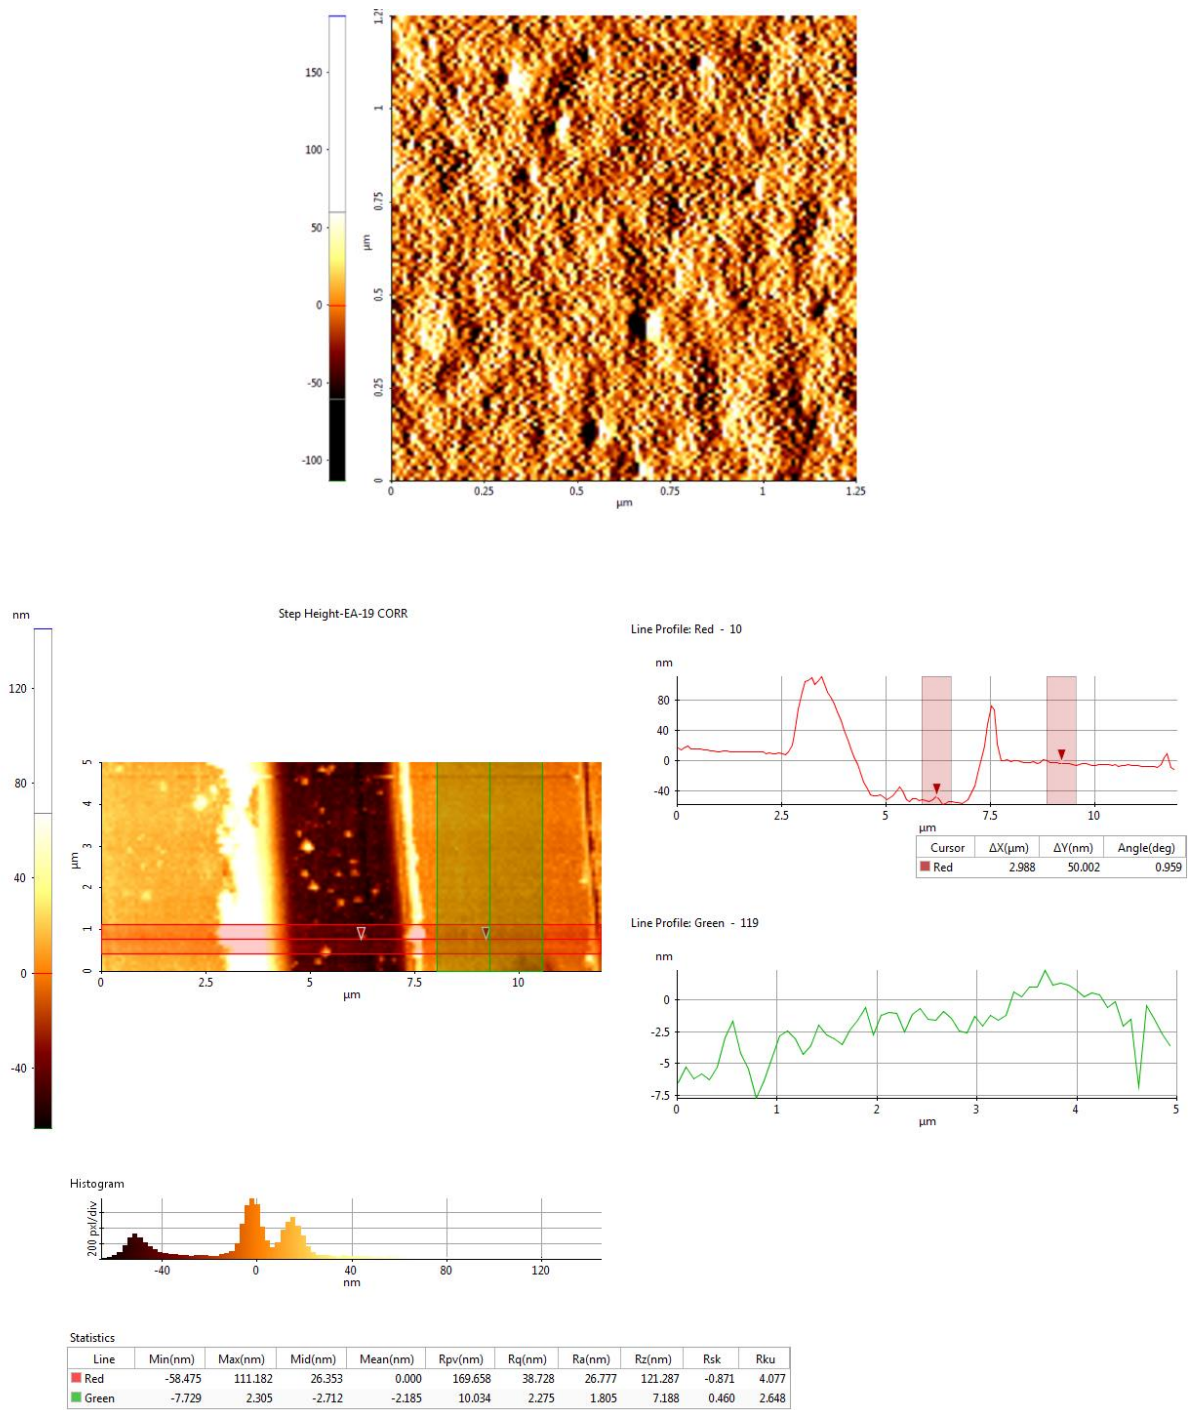 1.2
150
100
50
0
-50
-100
1
0.75
0.5
0.25
0
µm
0 0.25 0.5 0.75 1 1.25
µm
nm
Step Height-EA-19 CORR
120
80
40
0
-40
5
4
3
2
1
0
µm
0 2.5 5 7.5 10
µm
Line Profile: Red - 10
nm
80
40
0
-40
0 2.5 5 7.5 10
µm
Cursor ΔX(µm) ΔY(nm) Angle(deg)
Red 2.988 50.002 0.959
Line Profile: Green - 119
nm
0
-2.5
-5
-7.5
0 1 2 3 4 5
µm
Histogram
200 pxl/div
-40 0 40 80 120
nm
Statistics
Line Min(nm) Max(nm) Mid(nm) Mean(nm) Rpv(nm) Rq(nm) Ra(nm) Rz(nm) Rsk Rku
Red -58.475 111.182 26.353 0.000 169.658 38.728 26.777 121.287 -0.871 4.077
Green -7.729 2.305 -2.712 -2.185 10.034 2.275 1.805 7.188 0.460 2.648